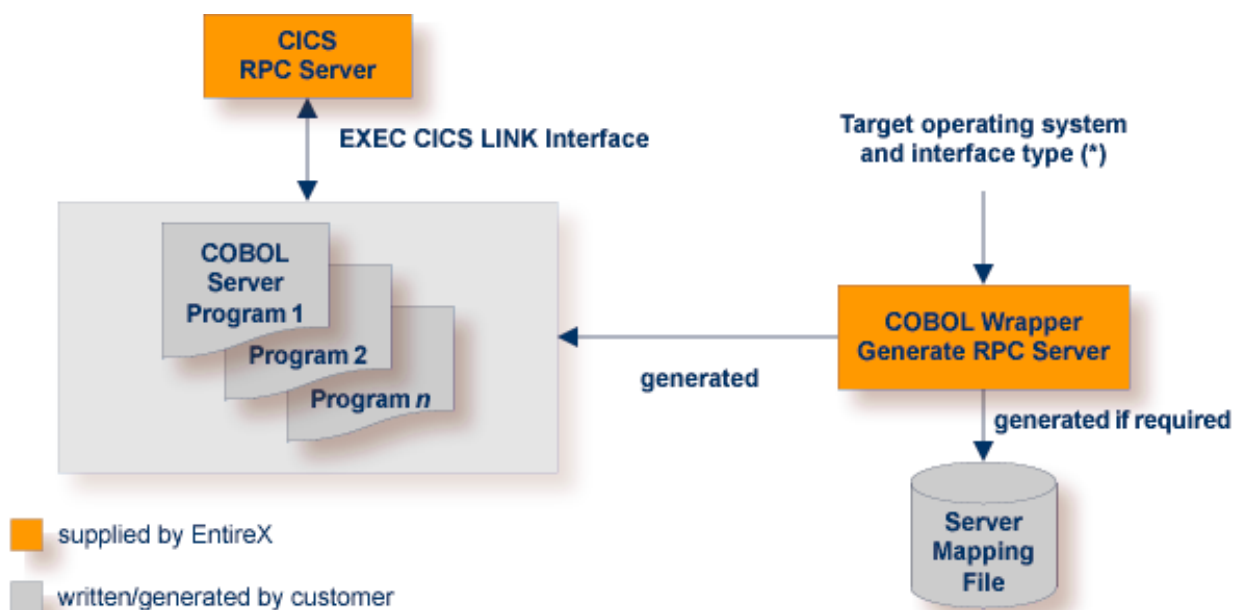 CICS
RPC Server
EXEC CICS LINK Interface
Target operating system
and interface type (*)
COBOL
Server
Program 1
Program 2
Program n
COBOL Wrapper
Generate RPC Server
generated
generated if required
Server
Mapping
File
supplied by EntireX
written/generated by customer